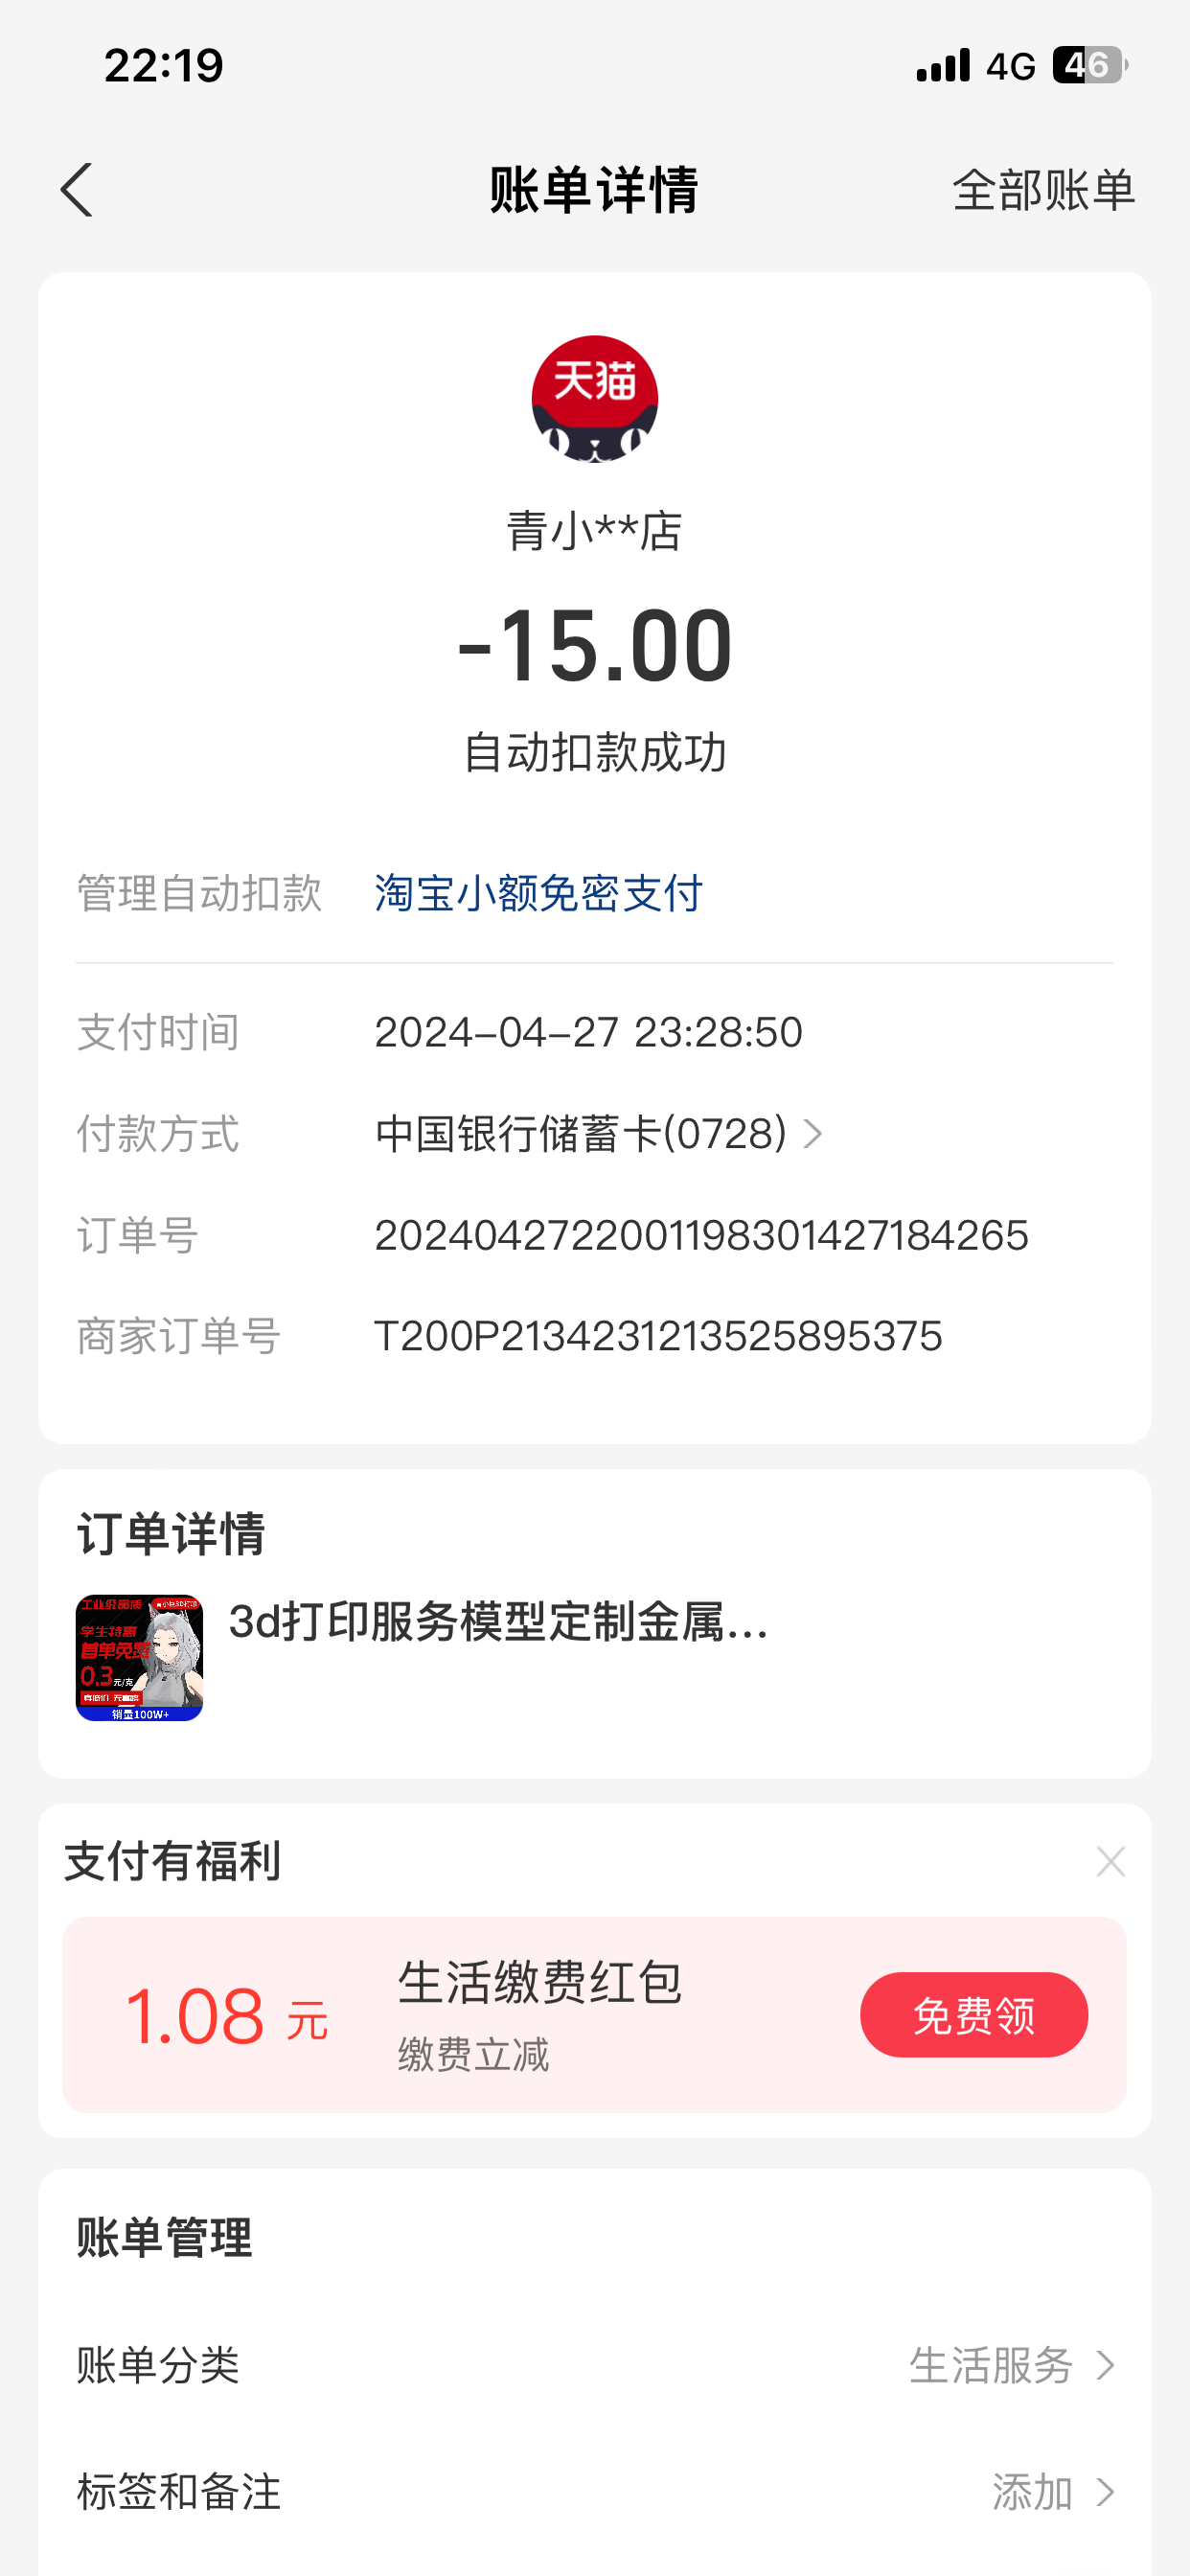 22:19 4G 46
账单详情 全部账单
天猫
青小**店
-15.00
自动扣款成功
管理自动扣款 淘宝小额免密支付
支付时间 2024-04-27 23:28:50
付款方式 中国银行储蓄卡(0728)
订单号 2024042722001198301427184265
商家订单号 T200P2134231213525895375
订单详情
工业级品质
3d打印服务模型定制金属...
学生特惠
首单免费
0.3元/克
销量100W+
支付有福利
1.08 元 生活缴费红包 免费领
缴费立减
账单管理
账单分类 生活服务
标签和备注 添加